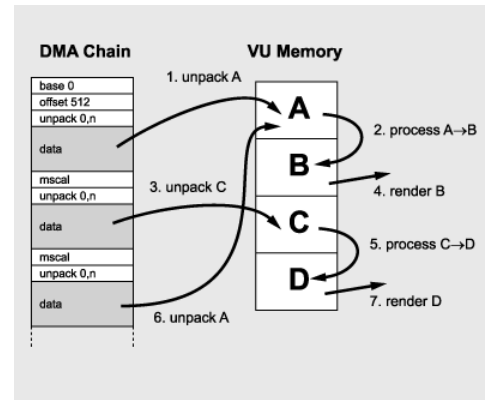 DMA Chain
VU Memory
base 0
offset 512
unpack 0,n
data
mscal
unpack 0,n
data
mscal
unpack 0,n
data
1. unpack A
A
2. process A→B
B
3. unpack C
4. render B
C
5. process C→D
D
6. unpack A
7. render D